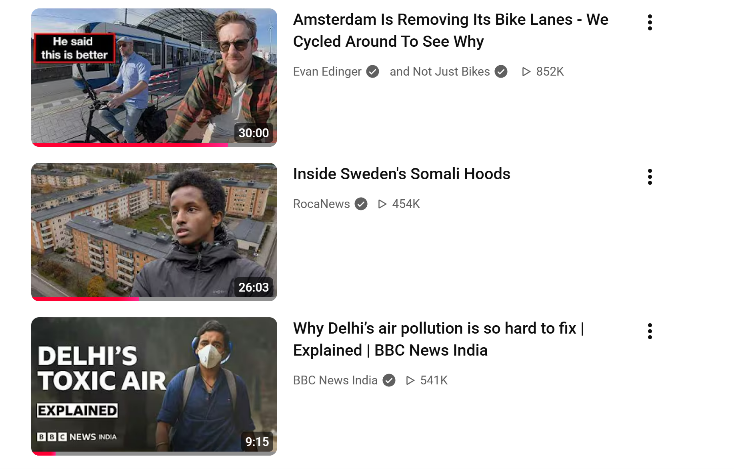 He said
this is better
30:00
Amsterdam Is Removing Its Bike Lanes - We
Cycled Around To See Why
Evan Edinger and Not Just Bikes 852K
26:03
Inside Sweden's Somali Hoods
RocaNews 454K
DELHI'S
TOXIC AIR
EXPLAINED
BBC NEWS INDIA
9:15
Why Delhi’s air pollution is so hard to fix |
Explained | BBC News India
BBC News India 541K